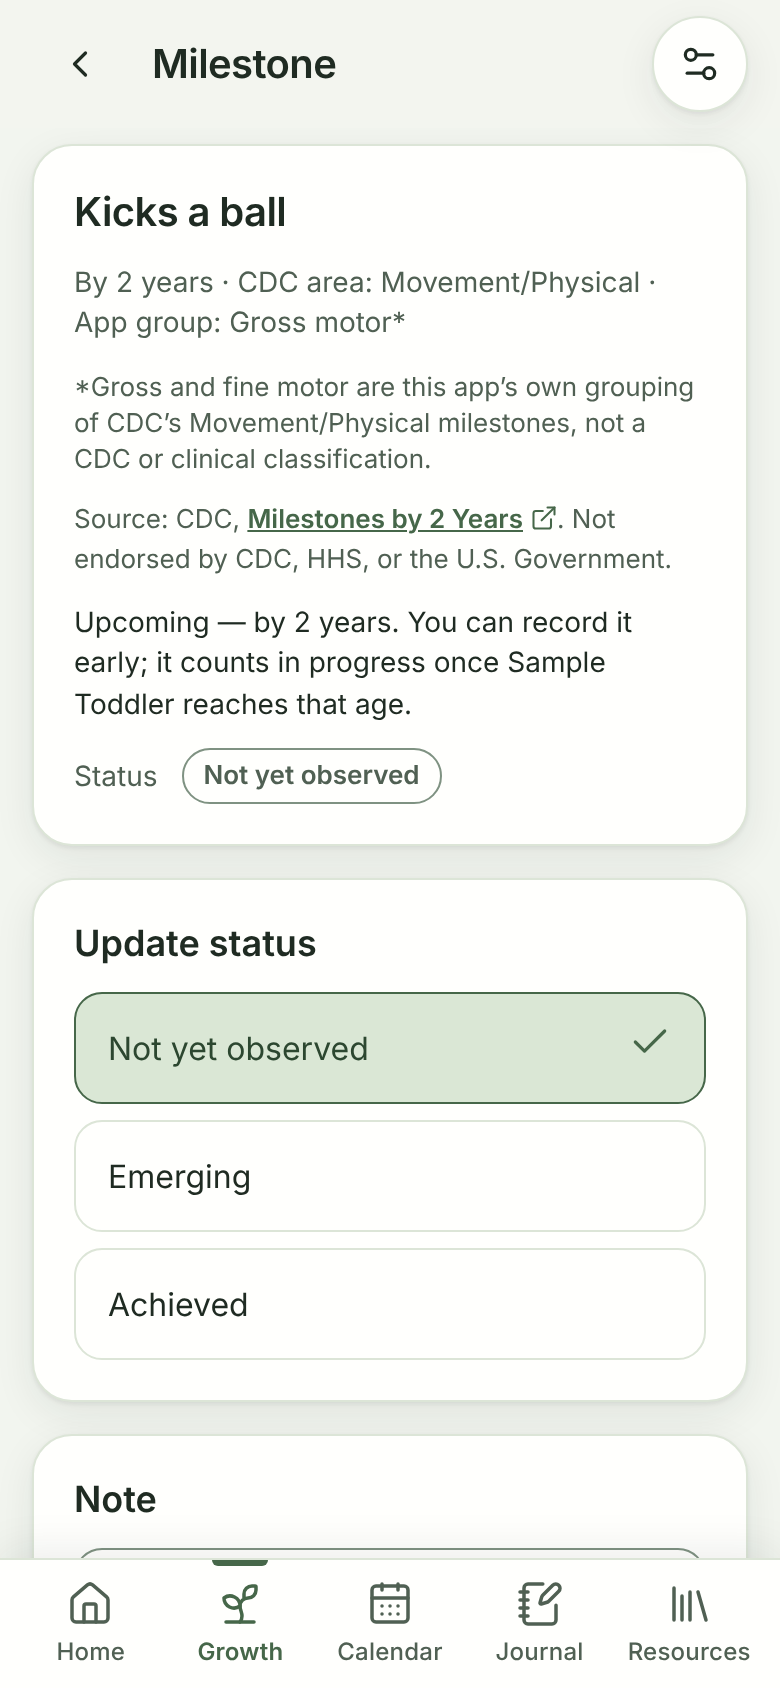 Milestone
Kicks a ball
By 2 years · CDC area: Movement/Physical ·
App group: Gross motor*
*Gross and fine motor are this app’s own grouping
of CDC’s Movement/Physical milestones, not a
CDC or clinical classification.
Source: CDC, Milestones by 2 Years. Not
endorsed by CDC, HHS, or the U.S. Government.
Upcoming — by 2 years. You can record it
early; it counts in progress once Sample
Toddler reaches that age.
Status Not yet observed
Update status
Not yet observed
Emerging
Achieved
Note
Home Growth Calendar Journal Resources